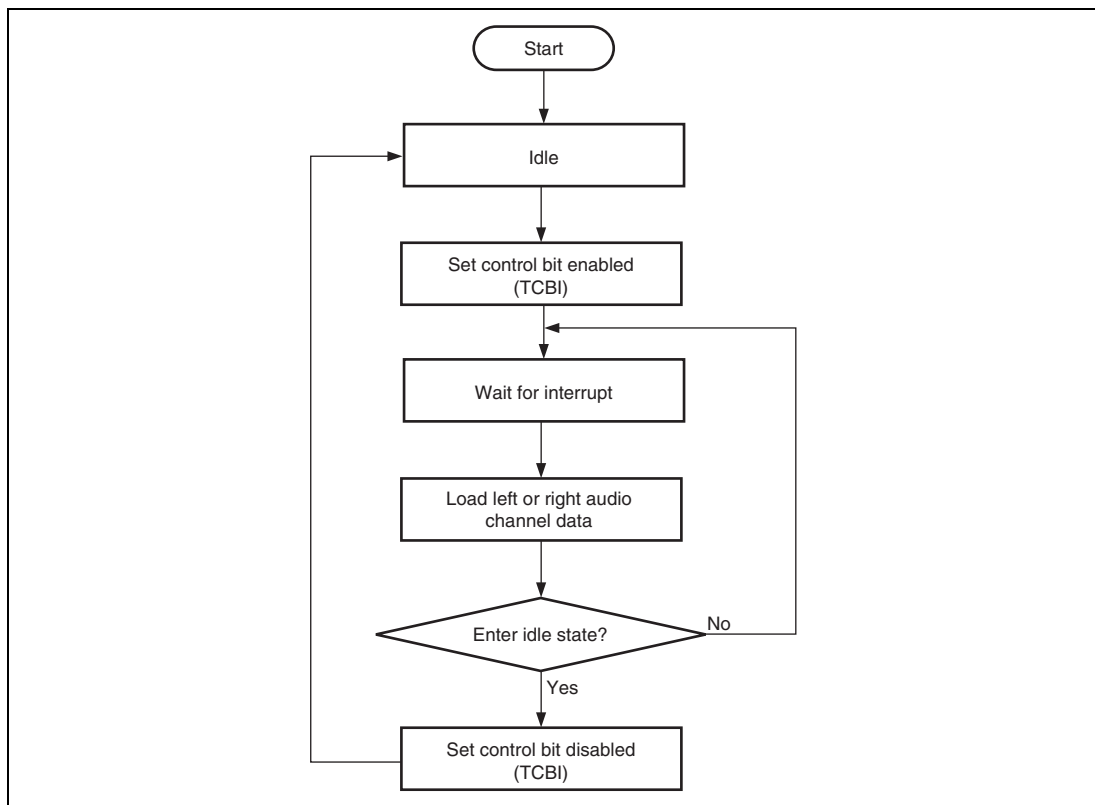 Start
Idle
Set control bit enabled
(TCBI)
Wait for interrupt
Load left or right audio
channel data
Enter idle state?
No
Yes
Set control bit disabled
(TCBI)